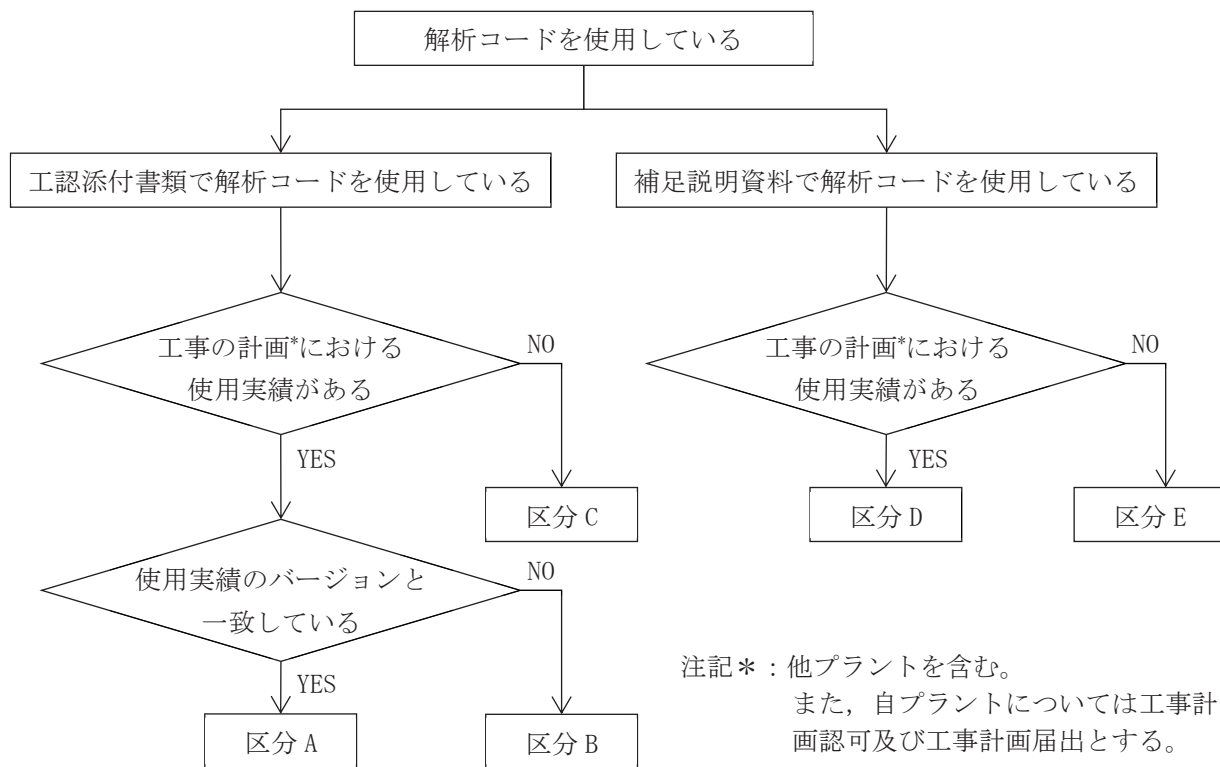 解析コードを使用している
工認添付書類で解析コードを使用している
補足説明資料で解析コードを使用している
工事の計画*における
使用実績がある
NO
YES
工事の計画*における
使用実績がある
NO
YES
区分 C
区分 D
区分 E
使用実績のバージョンと
一致している
NO
YES
区分 A
区分 B
注記＊：他プラントを含む。
また，自プラントについては工事計
画認可及び工事計画届出とする。